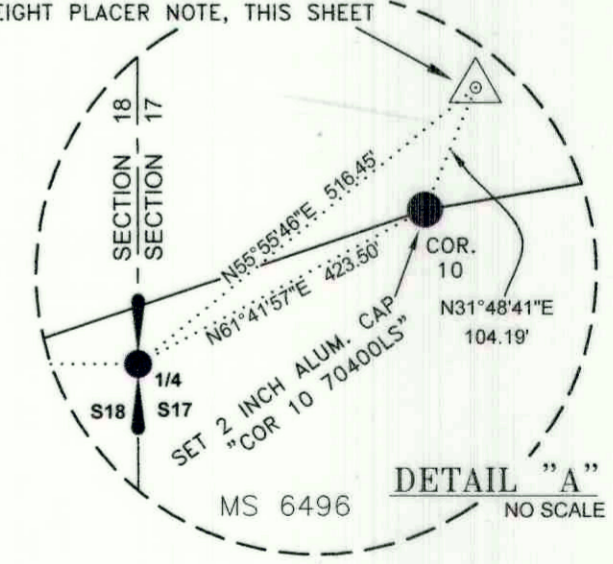 EIGHT PLACER NOTE, THIS SHEET
SECTION 18
SECTION 17
N55°55'46"E 516.45'
N61°41'57"E 423.50'
COR.
10
N31°48'41"E
104.19'
1/4
S18 S17
SET 2 INCH ALUM. CAP
"COR 10 70400LS"
MS 6496
DETAIL "A"
NO SCALE